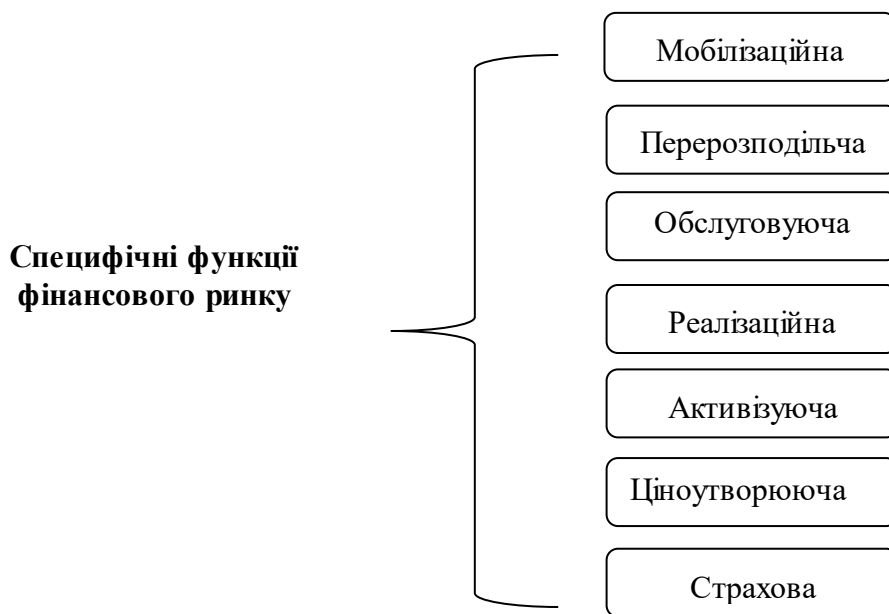 Специфічні функції
фінансового ринку
Мобілізаційна
Перерозподільча
Обслуговуюча
Реалізаційна
Активізуюча
Ціноутворююча
Страхова